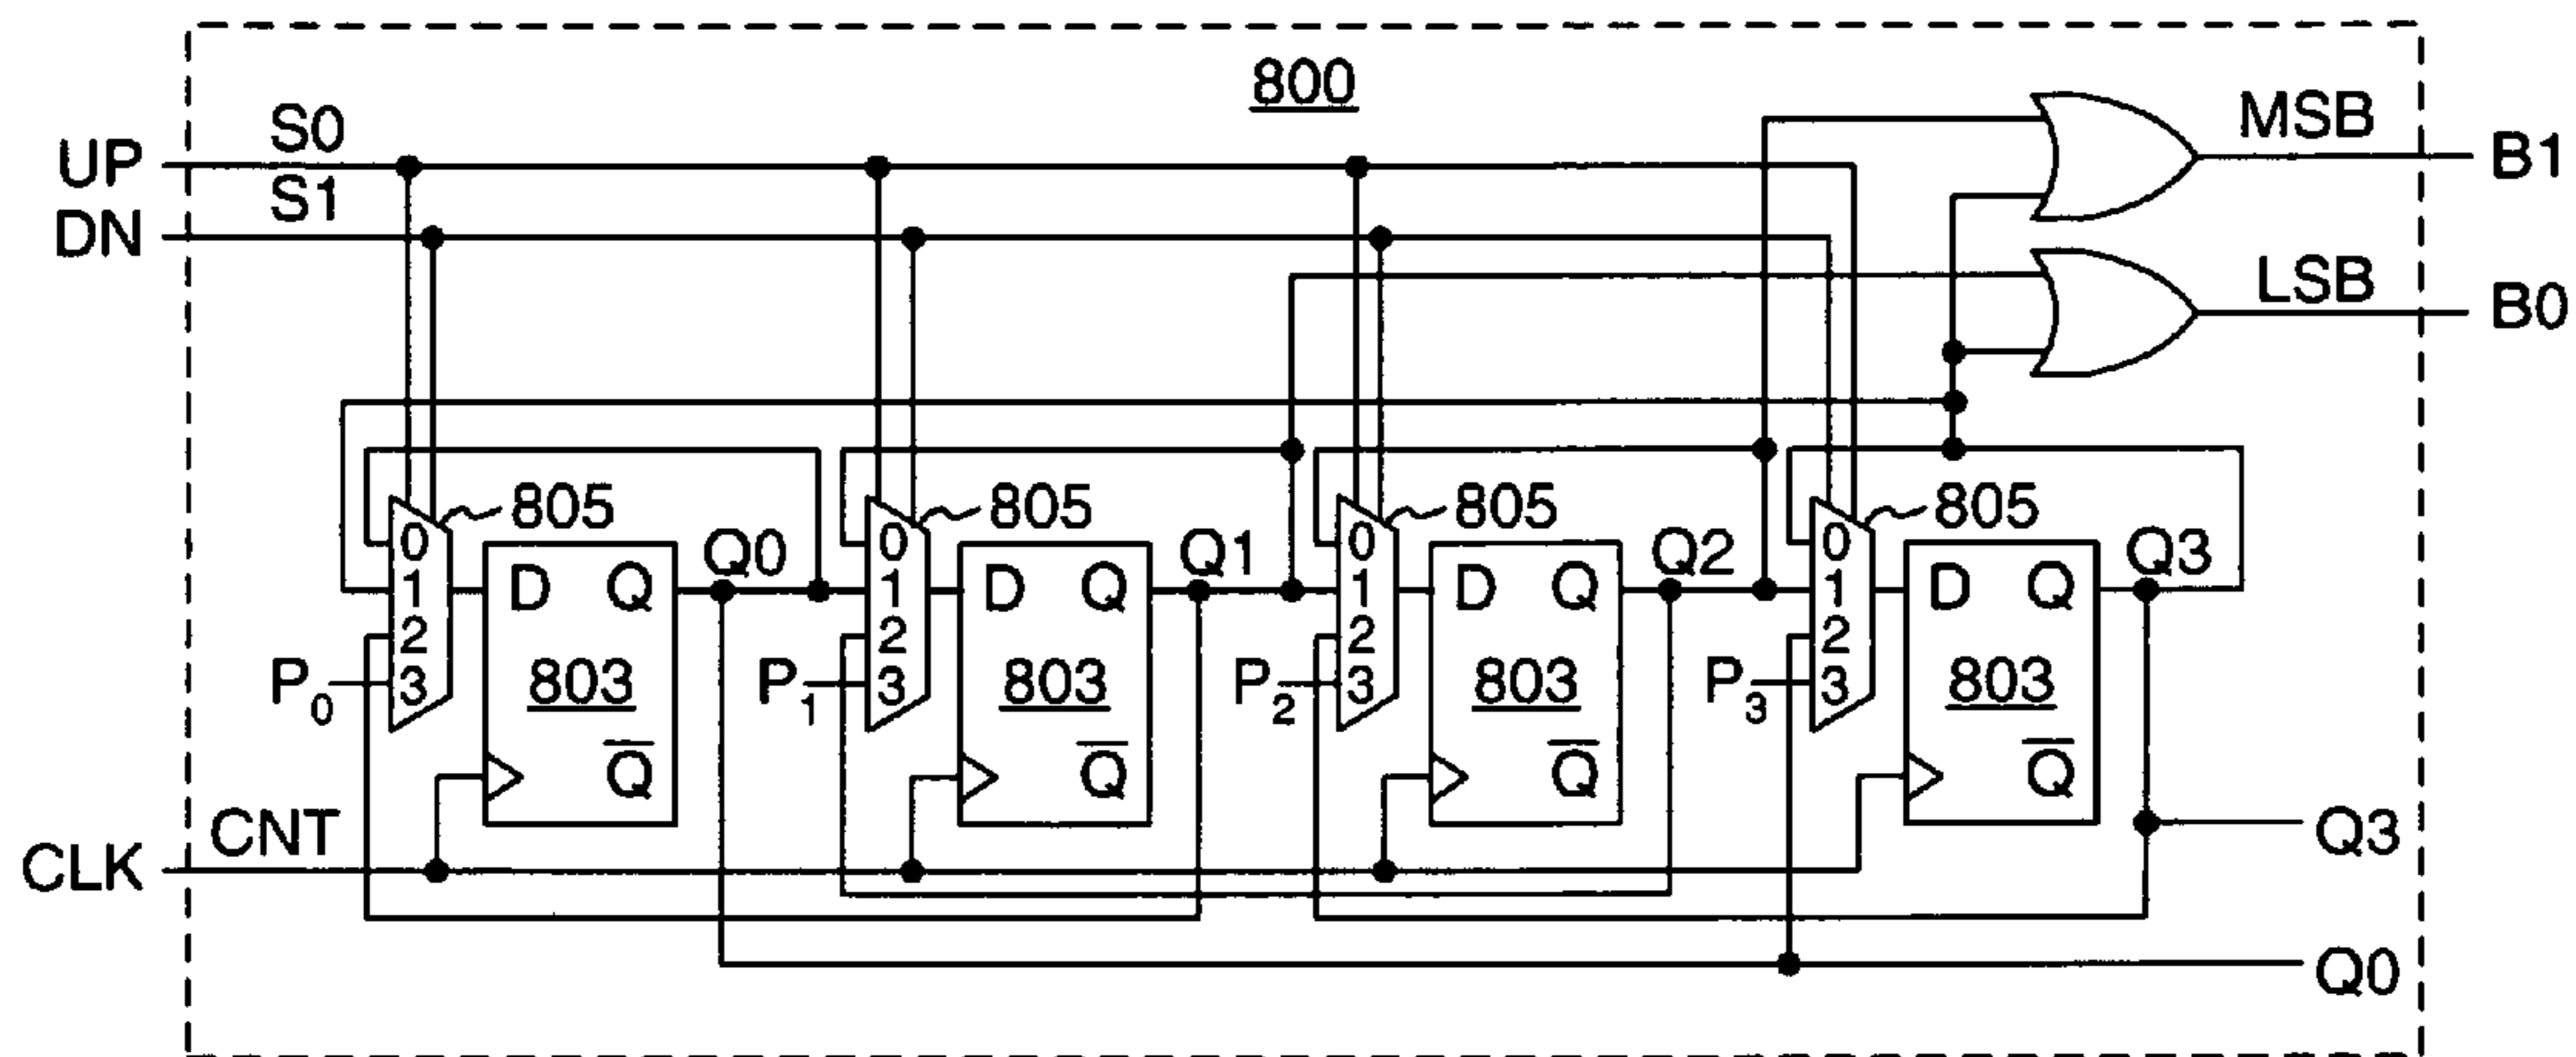 800
UP S0 MSB B1
S1
DN
LSB B0
805 805 805 805
0 Q0 0 Q1 0 Q2 0 Q3
1 D Q 1 D Q 1 D Q 1 D Q
2 2 2 2
P0 3 803 P1 3 803 P2 3 803 P3 3 803
Q̅ Q̅ Q̅ Q̅
CNT
CLK Q3
Q0